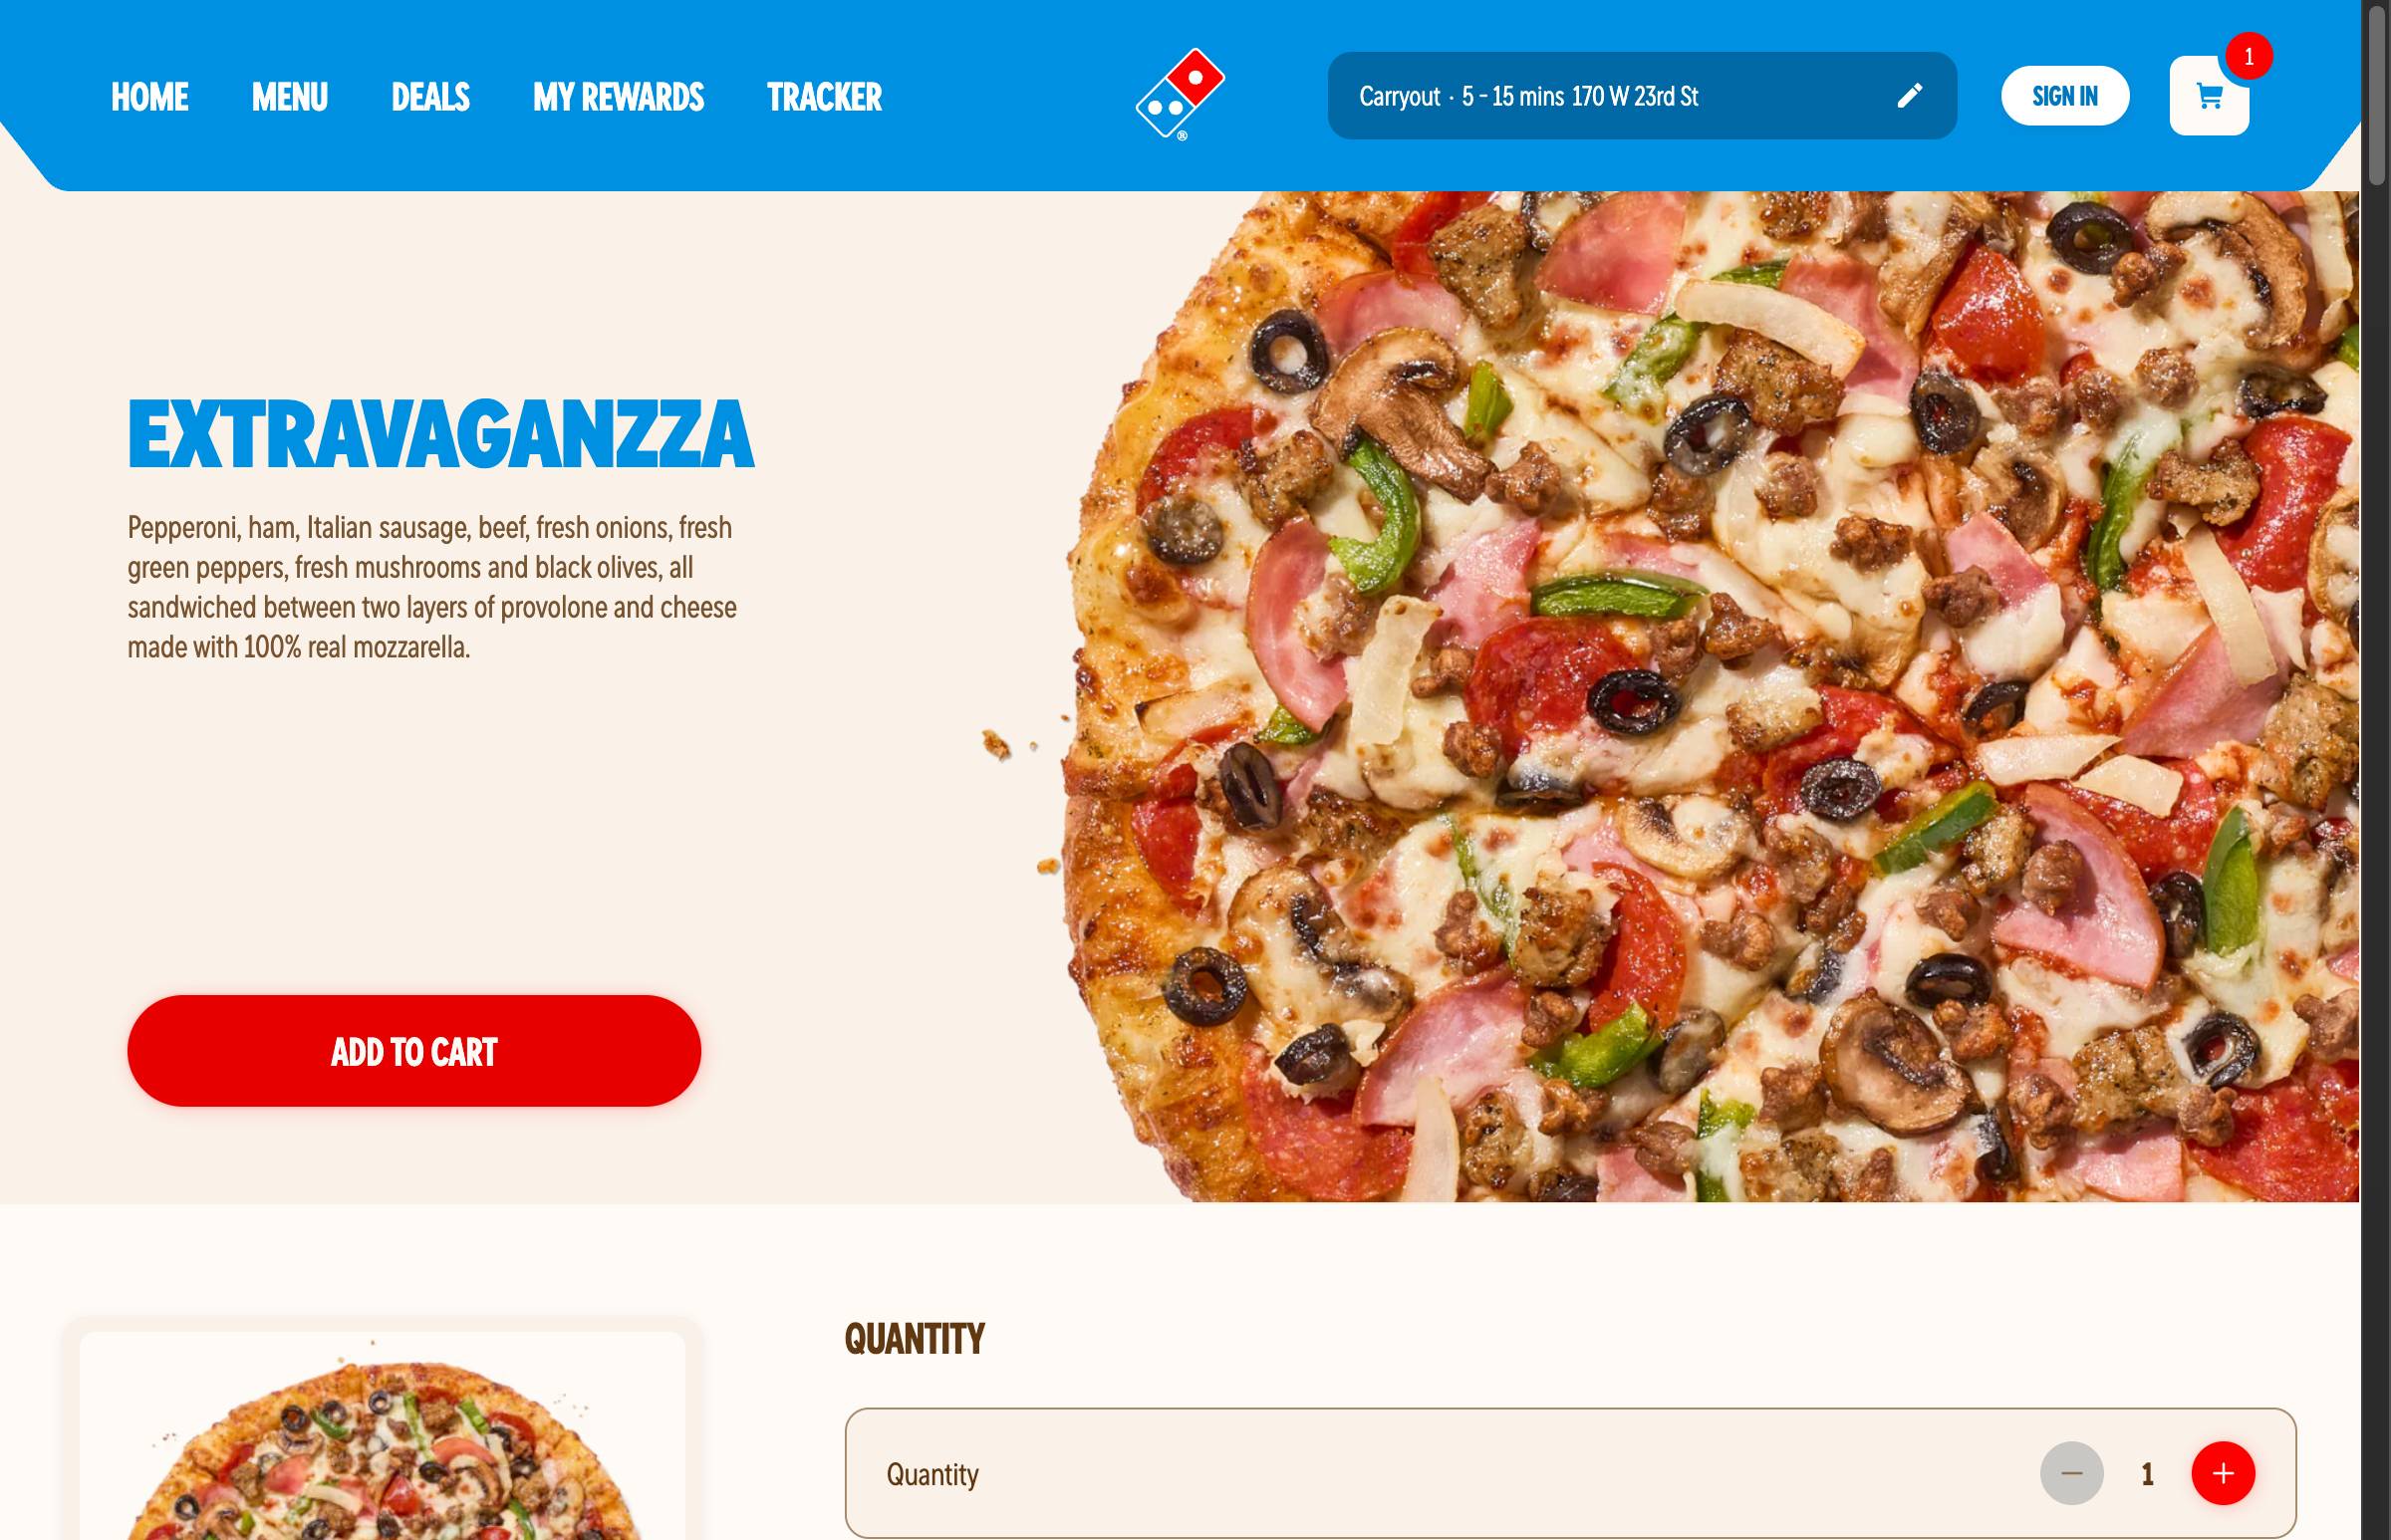 HOME MENU DEALS MY REWARDS TRACKER ® Carryout · 5 - 15 mins 170 W 23rd St SIGN IN 1
EXTRAVAGANZZA
Pepperoni, ham, Italian sausage, beef, fresh onions, fresh
green peppers, fresh mushrooms and black olives, all
sandwiched between two layers of provolone and cheese
made with 100% real mozzarella.
ADD TO CART
QUANTITY
Quantity − 1 +